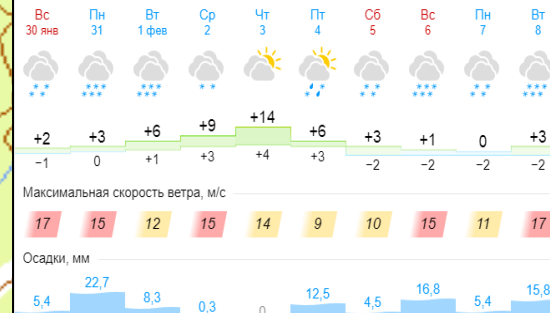 Вс Пн Вт Ср Чт Пт Сб Вс Пн Вт
30 янв 31 1 фев 2 3 4 5 6 7 8
+2 +3 +6 +9 +14 +6 +3 +1 0 +3
−1 0 +1 +3 +4 +3 −2 −2 −2 −2
Максимальная скорость ветра, м/с
17 15 12 15 14 9 10 15 11 17
Осадки, мм
5,4 22,7 8,3 0,3 0 12,5 4,5 16,8 5,4 15,8